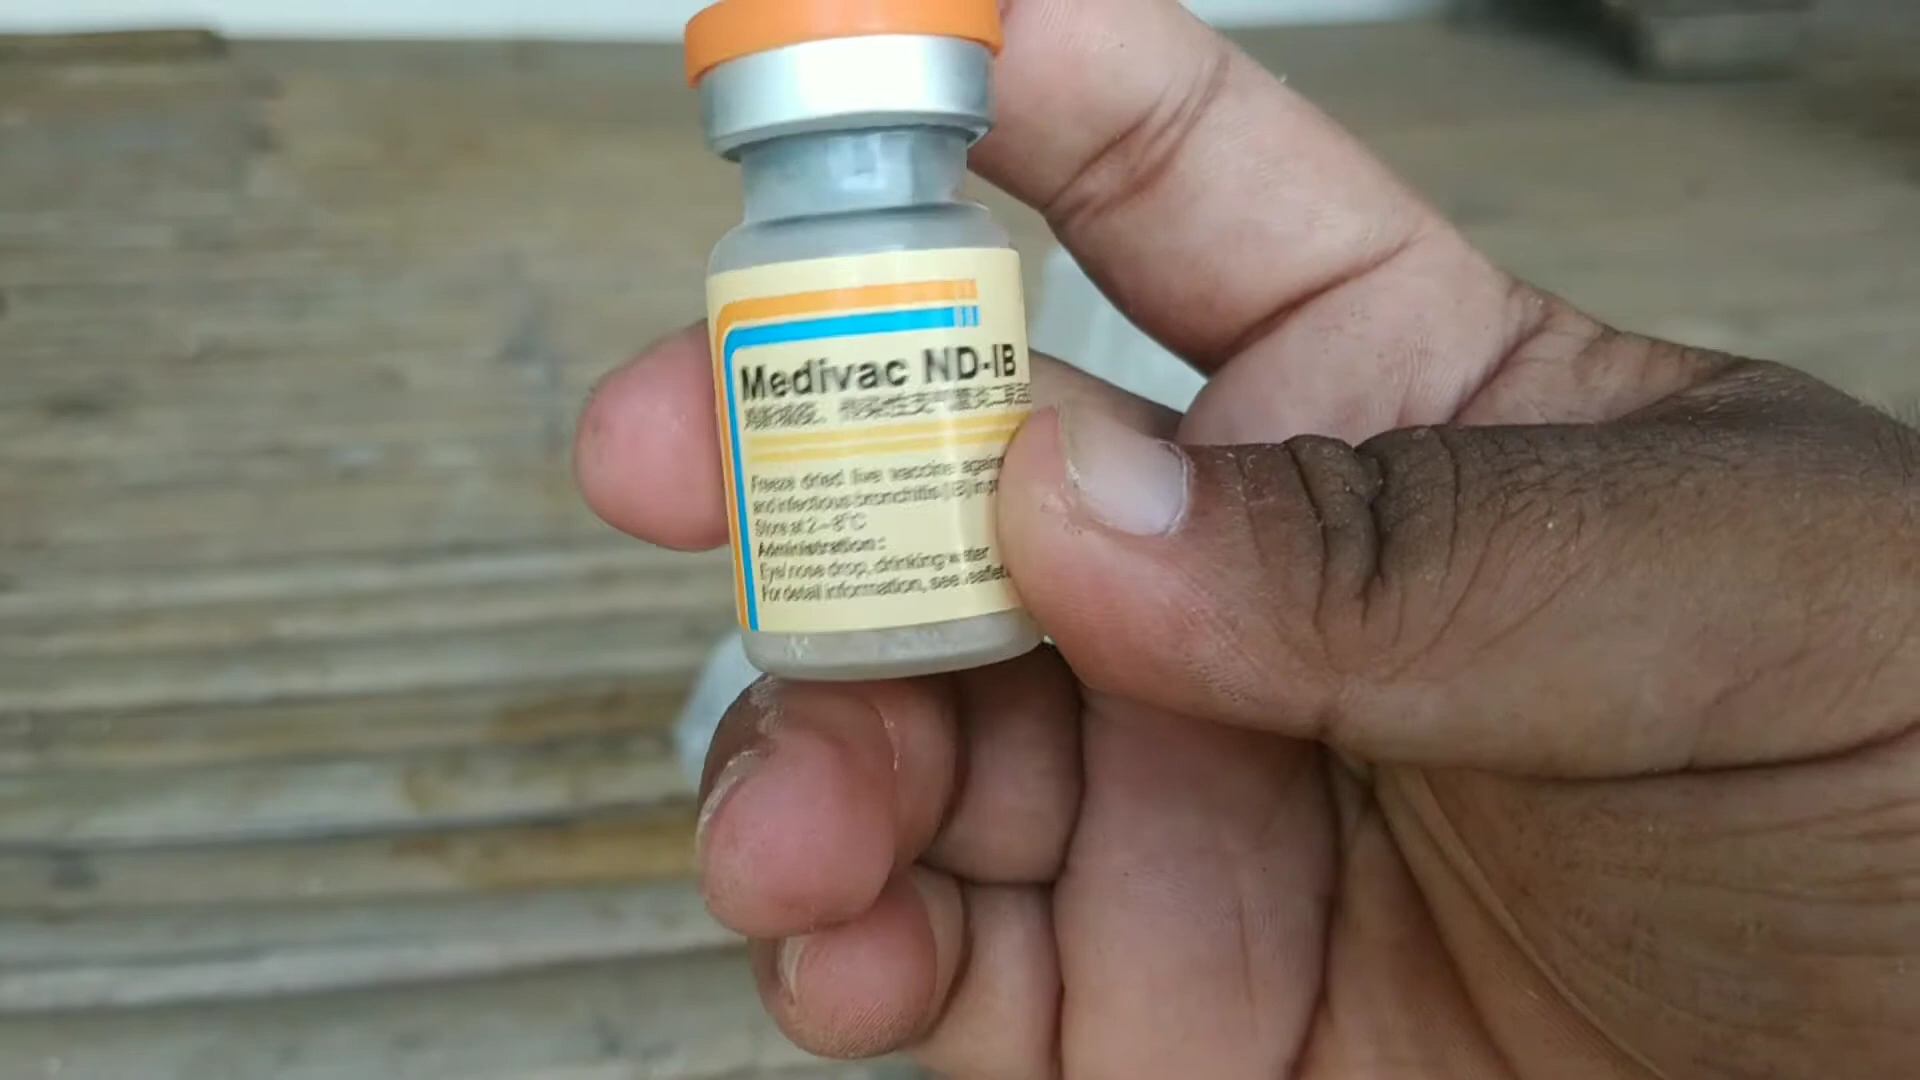 Medivac ND-IB
Freeze dried live vaccine
and infectious bronchitis (IB) in
Store at 2-8°C
Administration:
Eye/nose drop, drinking water
For detail information, see leaflet